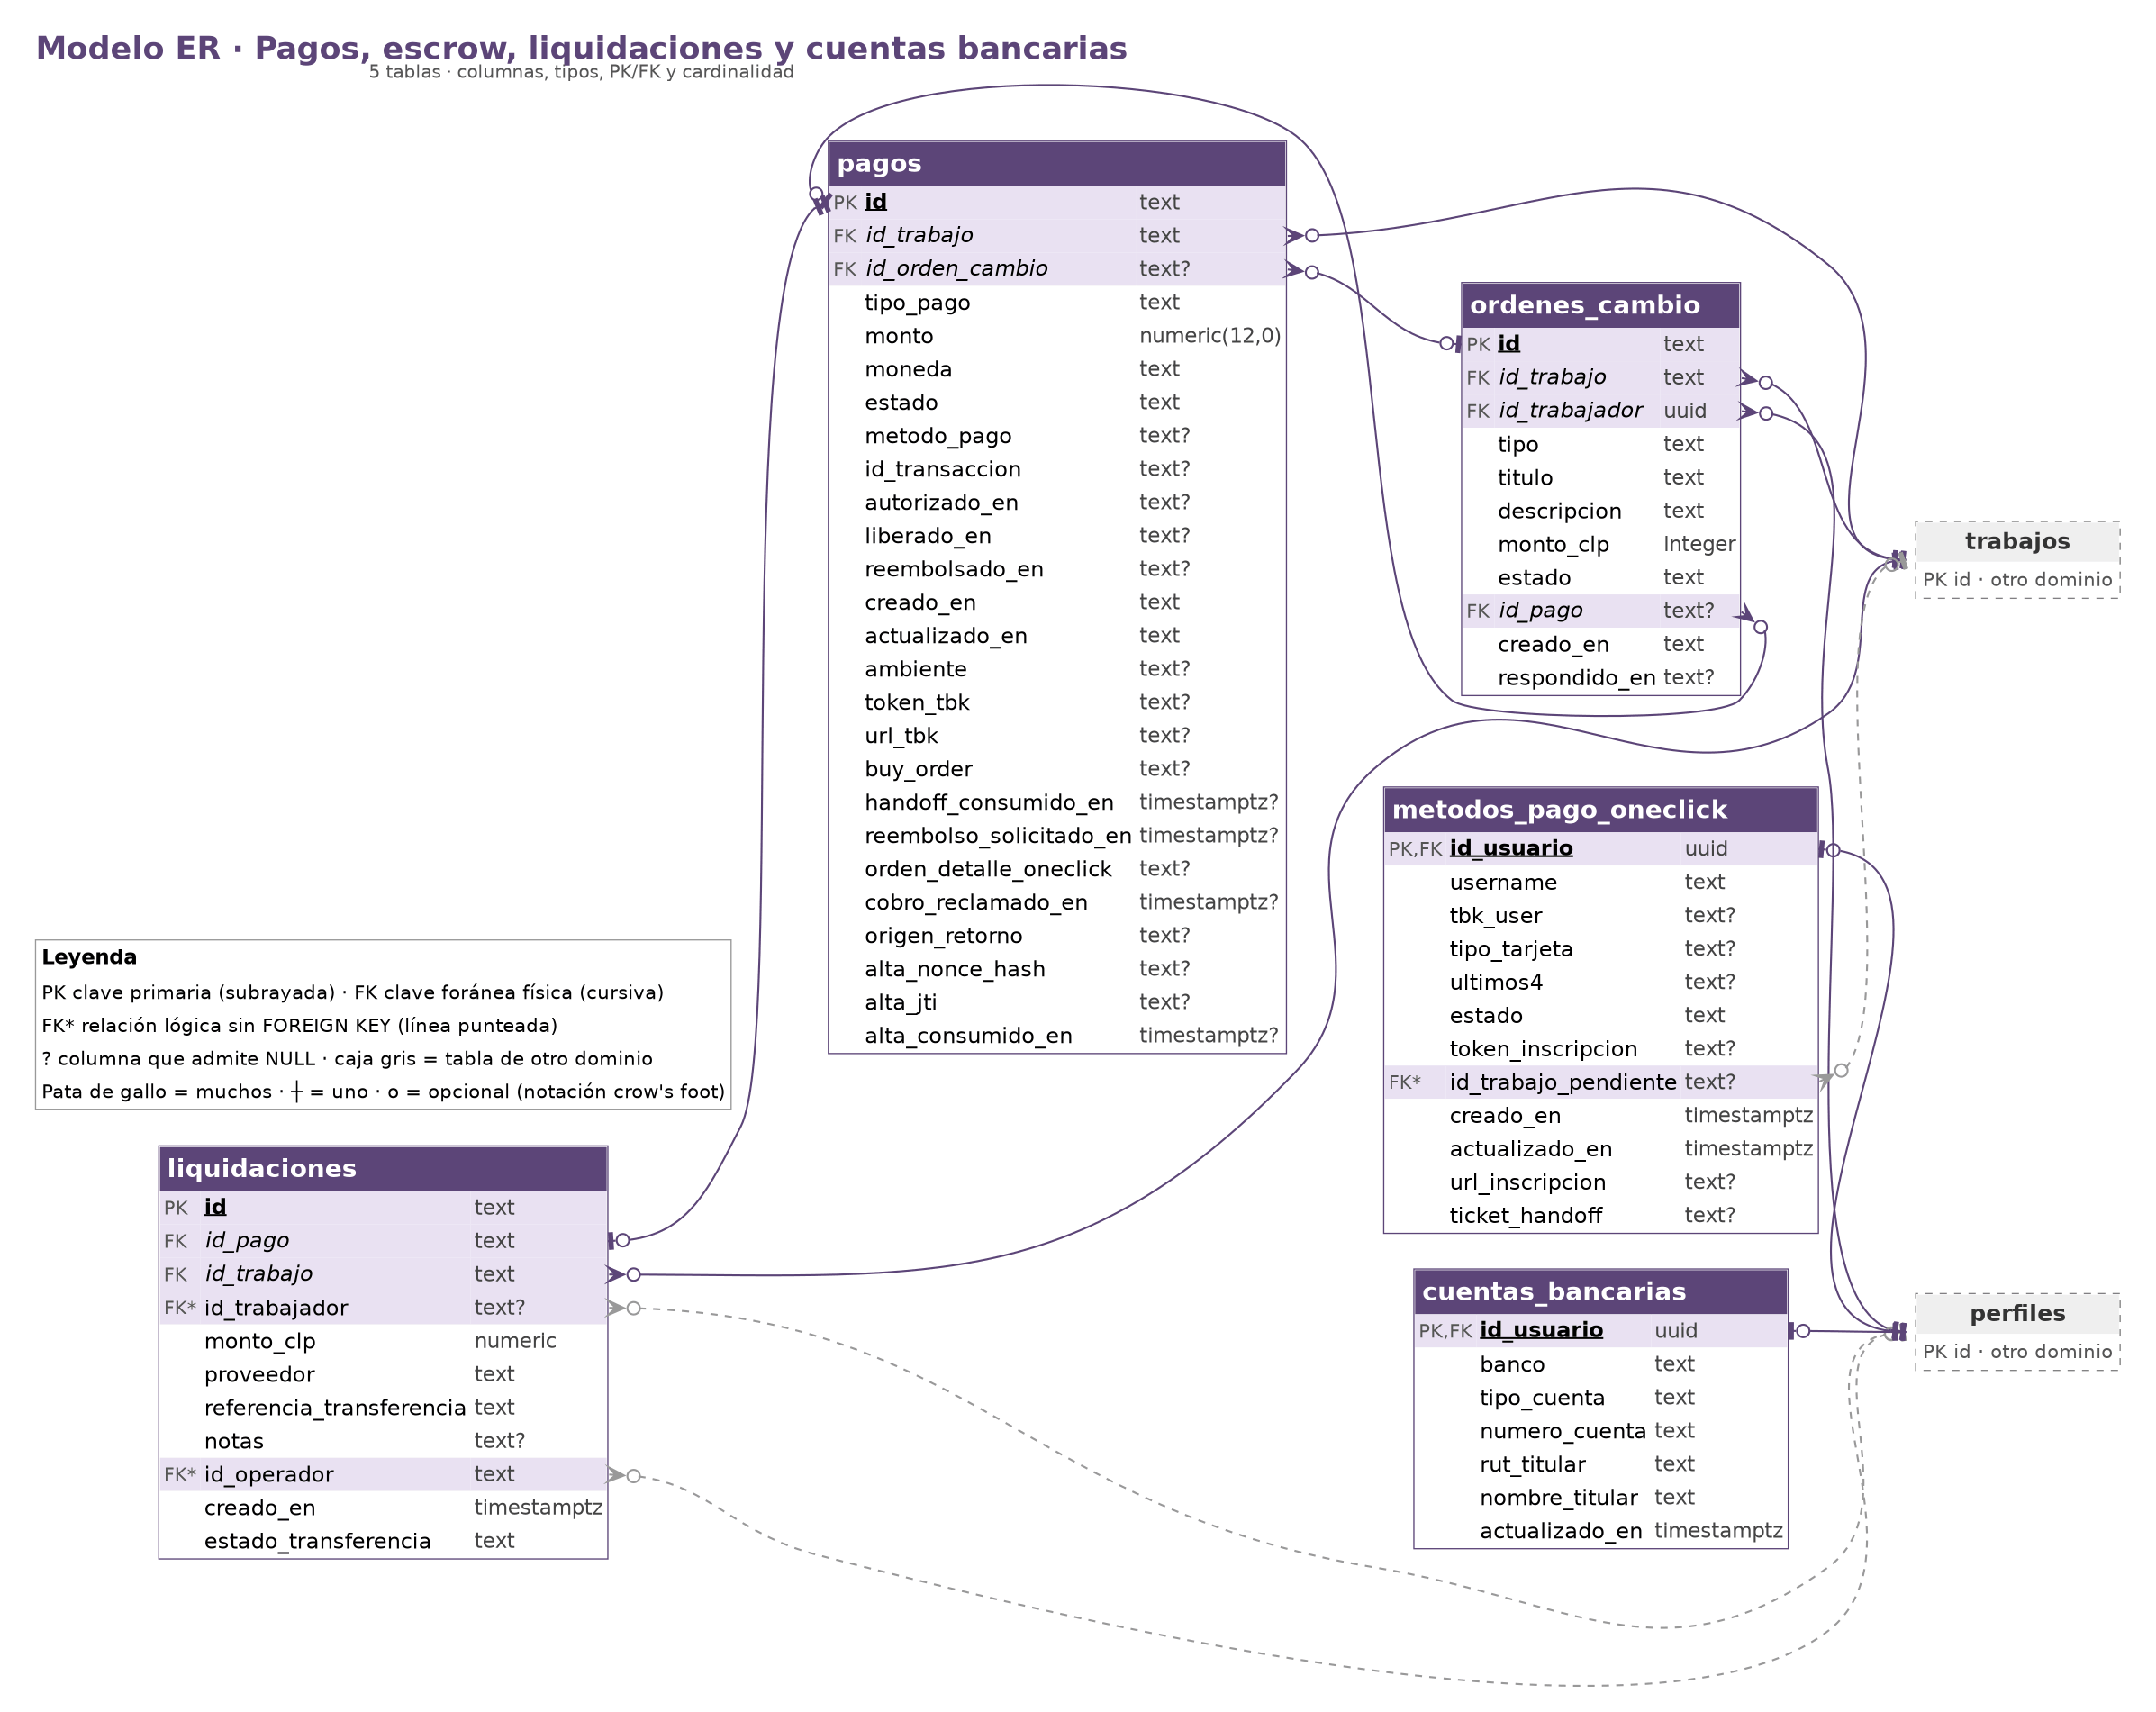 Modelo ER · Pagos, escrow, liquidaciones y cuentas bancarias
5 tablas · columnas, tipos, PK/FK y cardinalidad
pagos
PK id text
FK id_trabajo text
FK id_orden_cambio text?
tipo_pago text
monto numeric(12,0)
moneda text
estado text
metodo_pago text?
id_transaccion text?
autorizado_en text?
liberado_en text?
reembolsado_en text?
creado_en text
actualizado_en text
ambiente text?
token_tbk text?
url_tbk text?
buy_order text?
handoff_consumido_en timestamptz?
reembolso_solicitado_en timestamptz?
orden_detalle_oneclick text?
cobro_reclamado_en timestamptz?
origen_retorno text?
alta_nonce_hash text?
alta_jti text?
alta_consumido_en timestamptz?
ordenes_cambio
PK id text
FK id_trabajo text
FK id_trabajador uuid
tipo text
titulo text
descripcion text
monto_clp integer
estado text
FK id_pago text?
creado_en text
respondido_en text?
trabajos
PK id · otro dominio
metodos_pago_oneclick
PK,FK id_usuario uuid
username text
tbk_user text?
tipo_tarjeta text?
ultimos4 text?
estado text
token_inscripcion text?
FK* id_trabajo_pendiente text?
creado_en timestamptz
actualizado_en timestamptz
url_inscripcion text?
ticket_handoff text?
Leyenda
PK clave primaria (subrayada) · FK clave foránea física (cursiva)
FK* relación lógica sin FOREIGN KEY (línea punteada)
? columna que admite NULL · caja gris = tabla de otro dominio
Pata de gallo = muchos · ┼ = uno · o = opcional (notación crow's foot)
liquidaciones
PK id text
FK id_pago text
FK id_trabajo text
FK* id_trabajador text?
monto_clp numeric
proveedor text
referencia_transferencia text
notas text?
FK* id_operador text
creado_en timestamptz
estado_transferencia text
cuentas_bancarias
PK,FK id_usuario uuid
banco text
tipo_cuenta text
numero_cuenta text
rut_titular text
nombre_titular text
actualizado_en timestamptz
perfiles
PK id · otro dominio